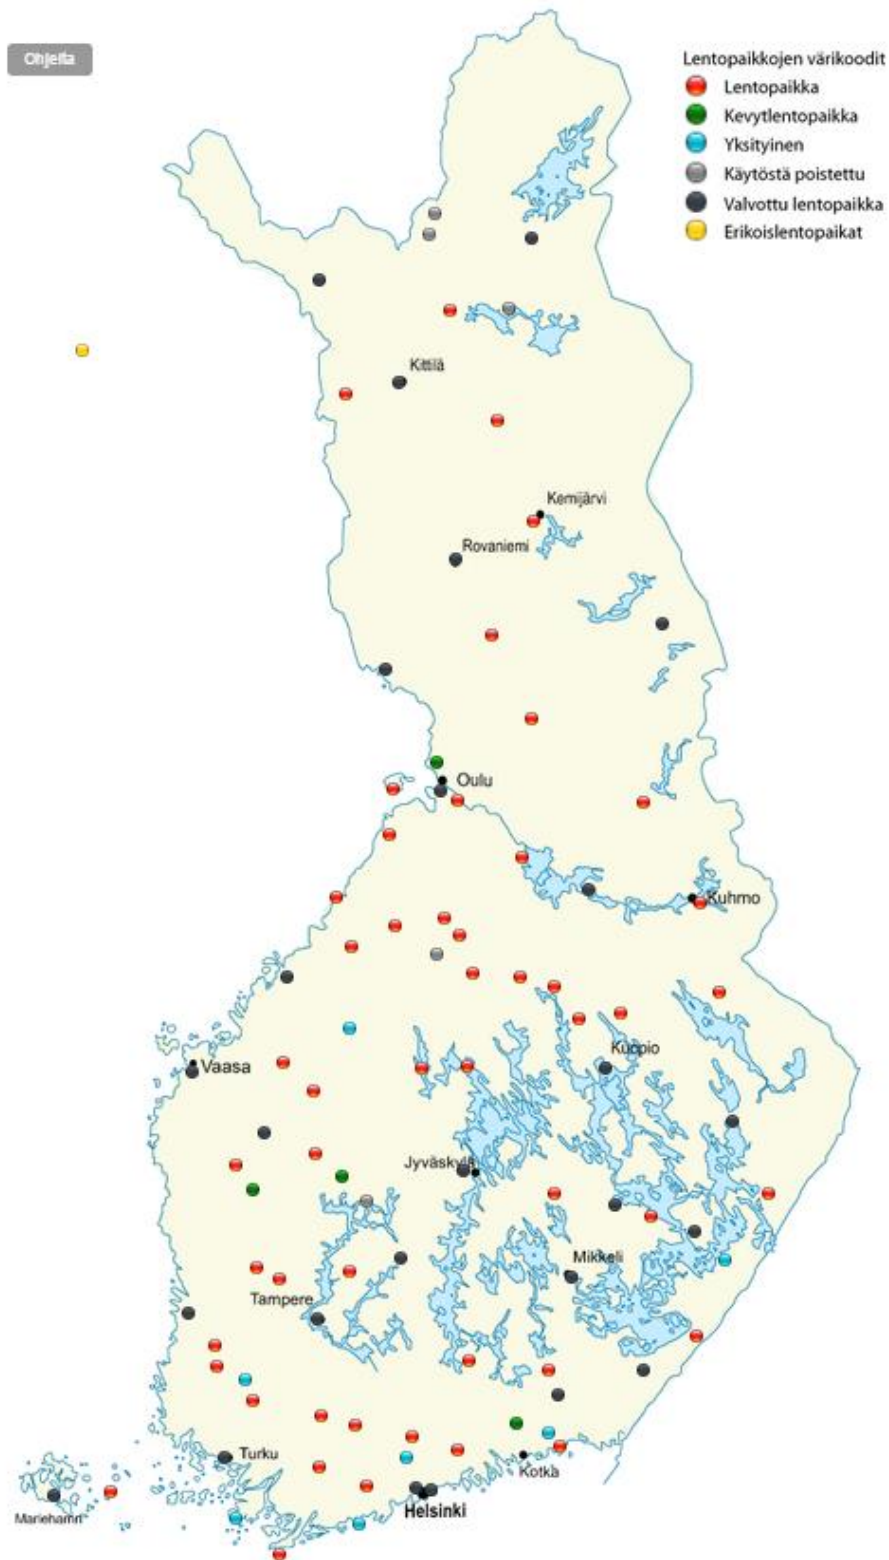 Ohjeita
Lentopaikkojen värikoodit
Lentopaikka
Kevytlentopaikka
Yksityinen
Käytöstä poistettu
Valvottu lentopaikka
Erikoislentopaikat
Kittilä
Kemijärvi
Rovaniemi
Oulu
Kuhmo
Kuopio
Vaasa
Jyväskylä
Mikkeli
Tampere
Turku
Kotka
Mariehamn
Helsinki